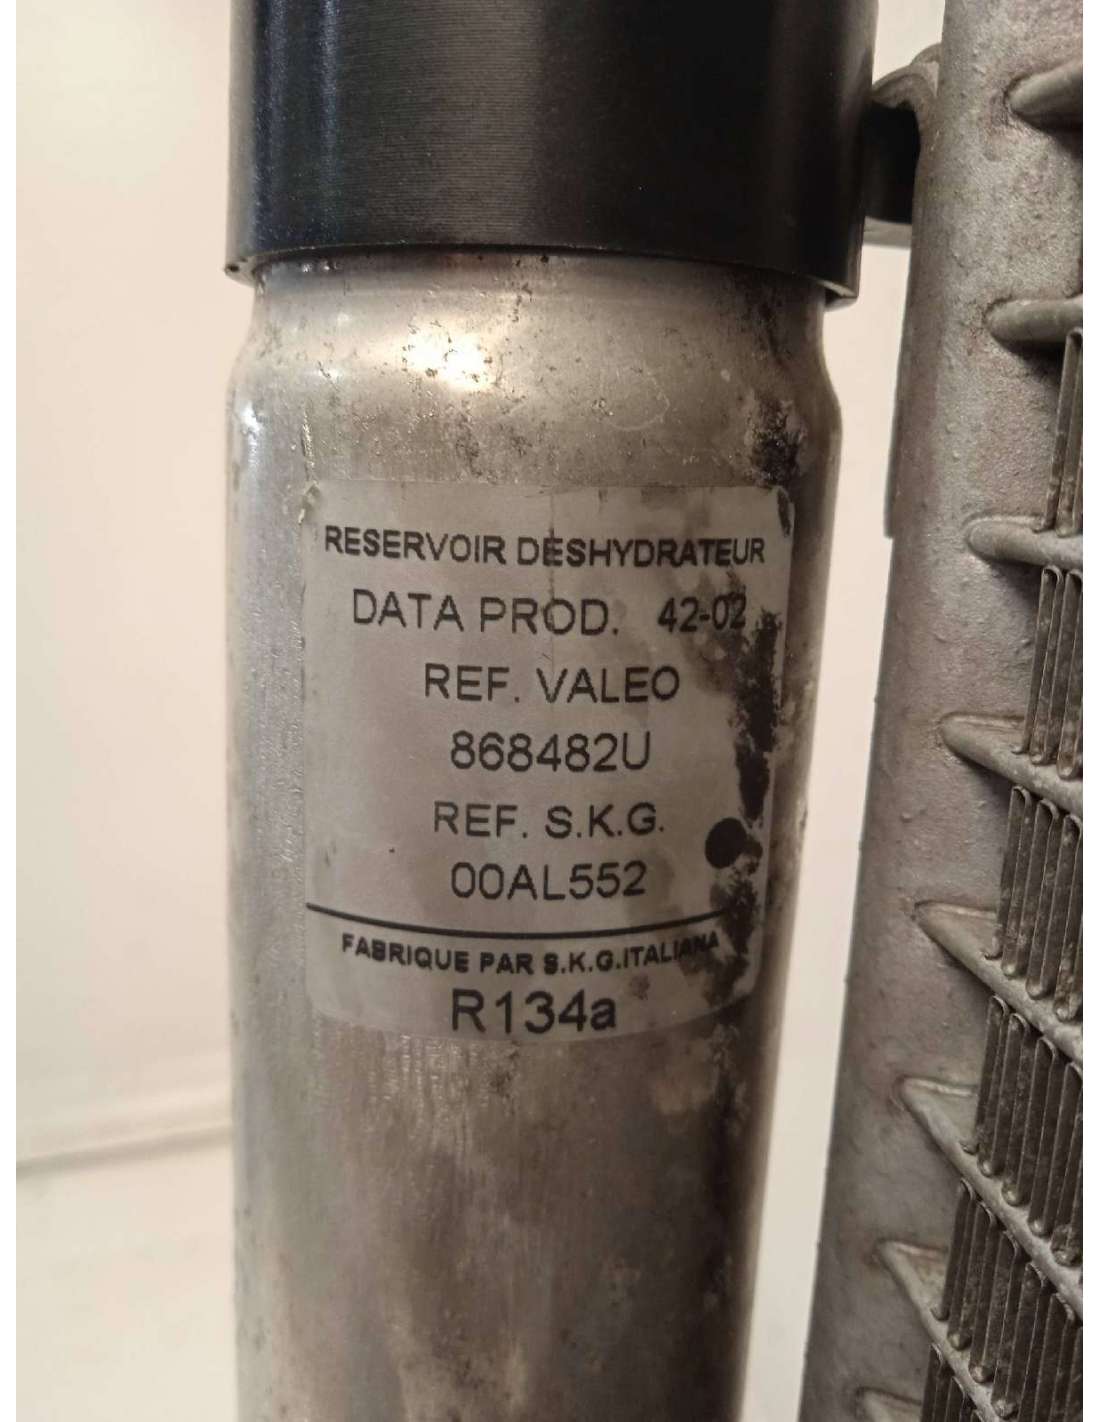 RESERVOIR DESHYDRATEUR
DATA PROD. 42-02
REF. VALEO
868482U
REF. S.K.G.
00AL552
FABRIQUE PAR S.K.G.ITALIANA
R134a